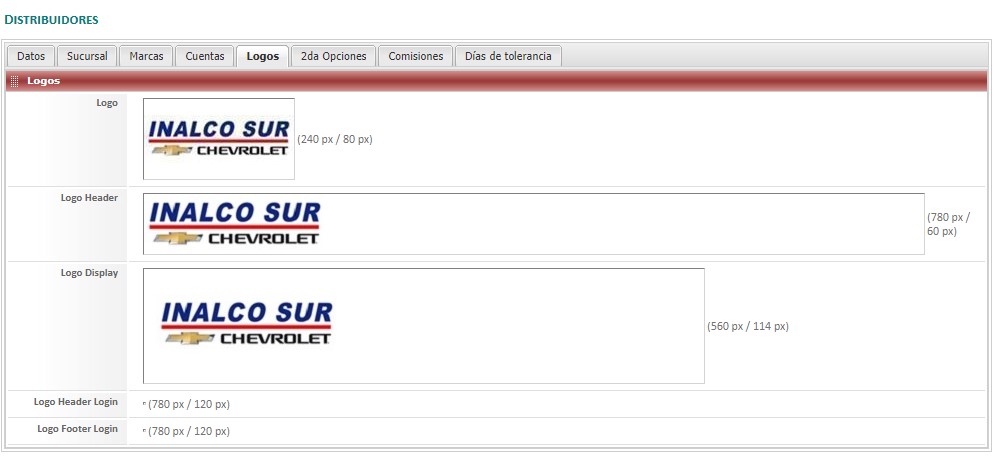 DISTRIBUIDORES
Datos Sucursal Marcas Cuentas Logos 2da Opciones Comisiones Días de tolerancia
Logos
Logo
INALCO SUR
CHEVROLET
(240 px / 80 px)
Logo Header
INALCO SUR
CHEVROLET
(780 px /
60 px)
Logo Display
INALCO SUR
CHEVROLET
(560 px / 114 px)
Logo Header Login
(780 px / 120 px)
Logo Footer Login
(780 px / 120 px)